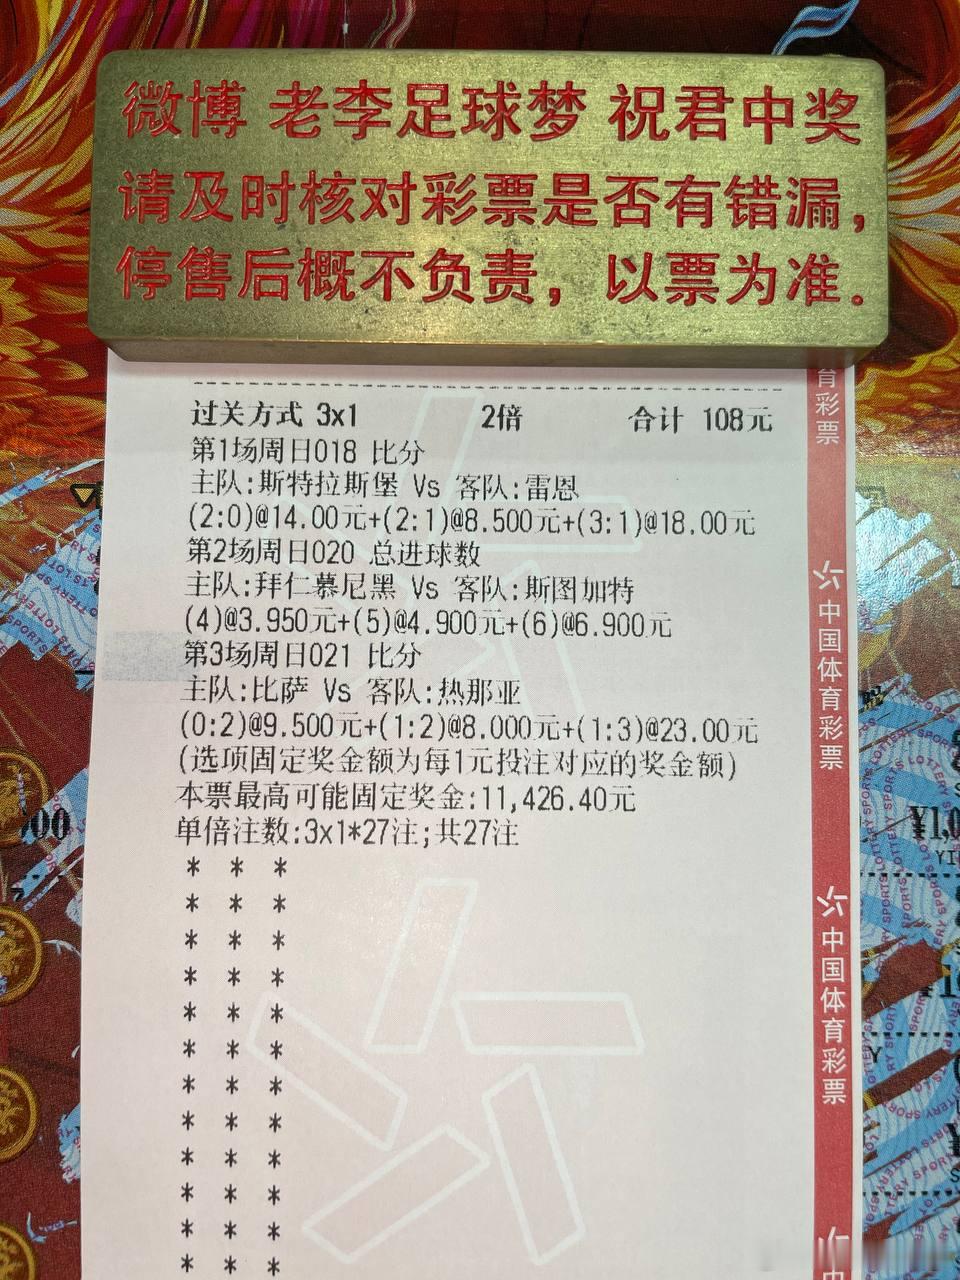 微博 老李足球梦 祝君中奖
请及时核对彩票是否有错漏，
停售后概不负责，以票为准.
过关方式 3x1 2倍 合计 108元
第1场周日018 比分
主队:斯特拉斯堡 Vs 客队:雷恩
(2:0)@14.00元+(2:1)@8.500元+(3:1)@18.00元
第2场周日020 总进球数
主队:拜仁慕尼黑 Vs 客队:斯图加特
(4)@3.950元+(5)@4.900元+(6)@6.900元
第3场周日021 比分
主队:比萨 Vs 客队:热那亚
(0:2)@9.500元+(1:2)@8.000元+(1:3)@23.00元
(选项固定奖金额为每1元投注对应的奖金额)
本票最高可能固定奖金:11,426.40元
单倍注数:3x1*27注;共27注
* * *
* * *
* * *
* * *
* * *
* * *
* * *
* * *
* * *
* * *
* * *
* * *
育彩票
中国体育彩票
中国体育彩票
中